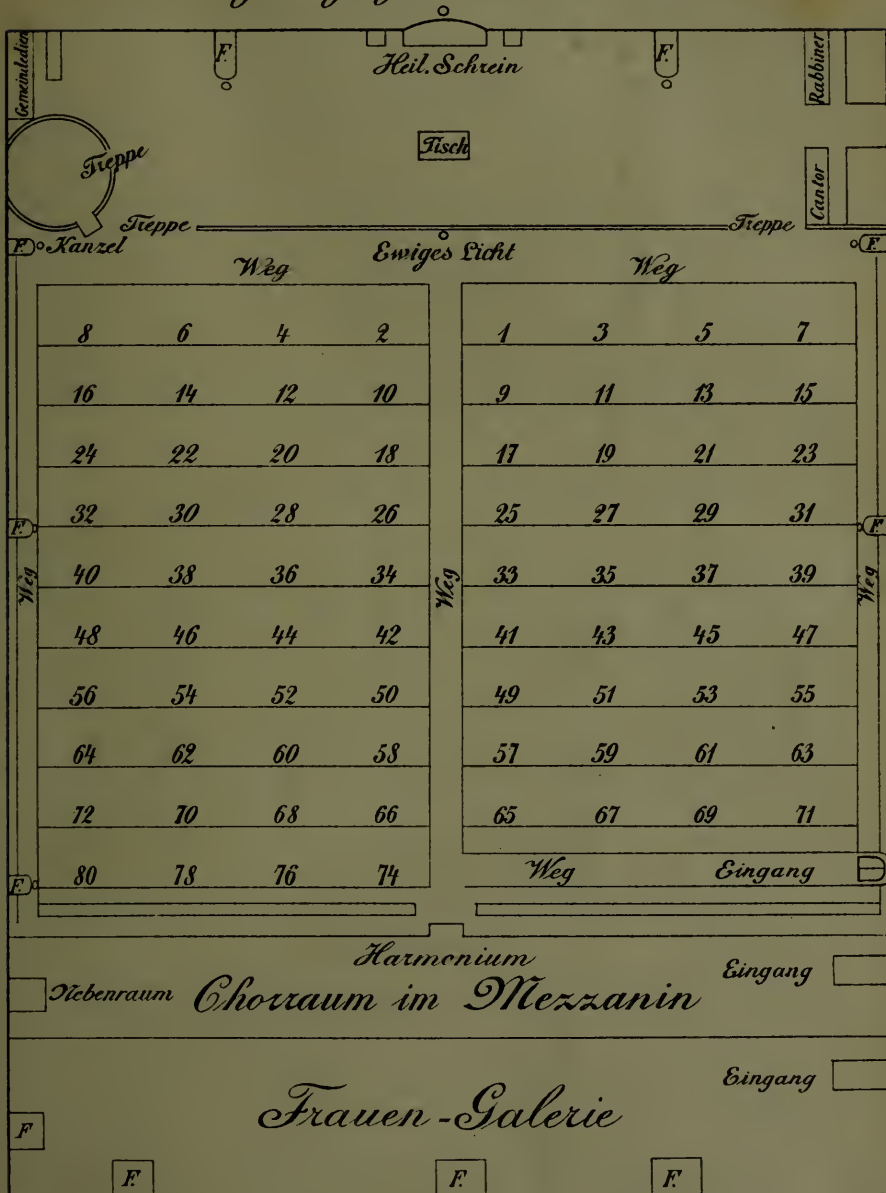 Gemeindedien
F.
Heil. Schrein
F.
Rabbiner
Treppe
Tisch
Cantor
Treppe
Treppe
F.
Kanzel
Ewiges Licht
F.
Weg
Weg
8 6 4 2 1 3 5 7
16 14 12 10 9 11 13 15
24 22 20 18 17 19 21 23
32 30 28 26 25 27 29 31
F.
F.
40 38 36 34 33 35 37 39
Weg
Weg
Weg
48 46 44 42 41 43 45 47
56 54 52 50 49 51 53 55
64 62 60 58 57 59 61 63
72 70 68 66 65 67 69 71
F. 80 78 76 74 Weg Eingang
Harmonium
Eingang
Nebenraum Chorraum im Mezzanin
Eingang
Frauen-Galerie
F
F.
F.
F.